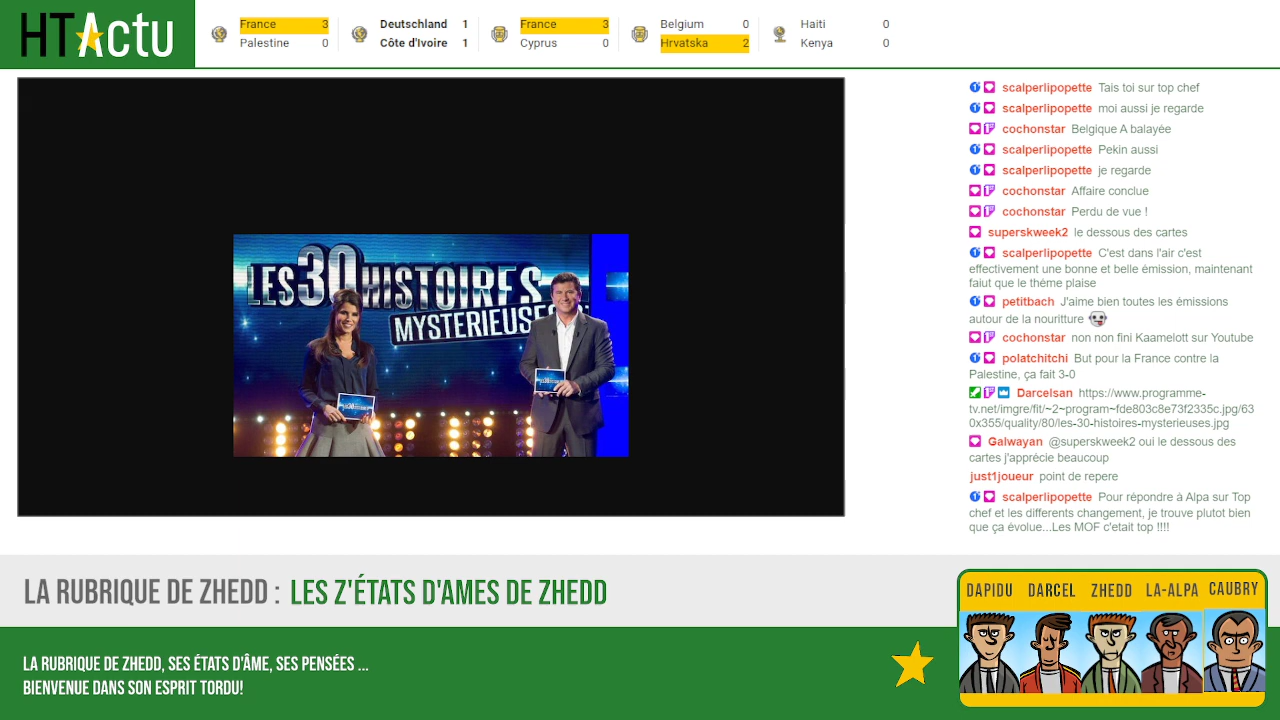 HTActu
France 3
Palestine 0
Deutschland 1
Côte d'Ivoire 1
France 3
Cyprus 0
Belgium 0
Hrvatska 2
Haiti 0
Kenya 0
LES 30 HISTOIRES
MYSTERIEUSES
scalperlipopette Tais toi sur top chef
scalperlipopette moi aussi je regarde
cochonstar Belgique A balayée
scalperlipopette Pekin aussi
scalperlipopette je regarde
cochonstar Affaire conclue
cochonstar Perdu de vue !
superskweek2 le dessous des cartes
scalperlipopette C'est dans l'air c'est
effectivement une bonne et belle émission, maintenant
faiut que le théme plaise
petitbach J'aime bien toutes les émissions
autour de la nouritture
cochonstar non non fini Kaamelott sur Youtube
polatchitchi But pour la France contre la
Palestine, ça fait 3-0
Darcelsan https://www.programme-
tv.net/imgre/fit/~2~program~fde803c8e73f2335c.jpg/63
0x355/quality/80/les-30-histoires-mysterieuses.jpg
Galwayan @superskweek2 oui le dessous des
cartes j'apprécie beaucoup
just1joueur point de repere
scalperlipopette Pour répondre à Alpa sur Top
chef et les differents changement, je trouve plutot bien
que ça évolue...Les MOF c'etait top !!!!
LA RUBRIQUE DE ZHEDD : LES Z'ÉTATS D'AMES DE ZHEDD
LA RUBRIQUE DE ZHEDD, SES ÉTATS D'ÂME, SES PENSÉES ...
BIENVENUE DANS SON ESPRIT TORDU!
DAPIDU DARCEL ZHEDD LA-ALPA CAUBRY